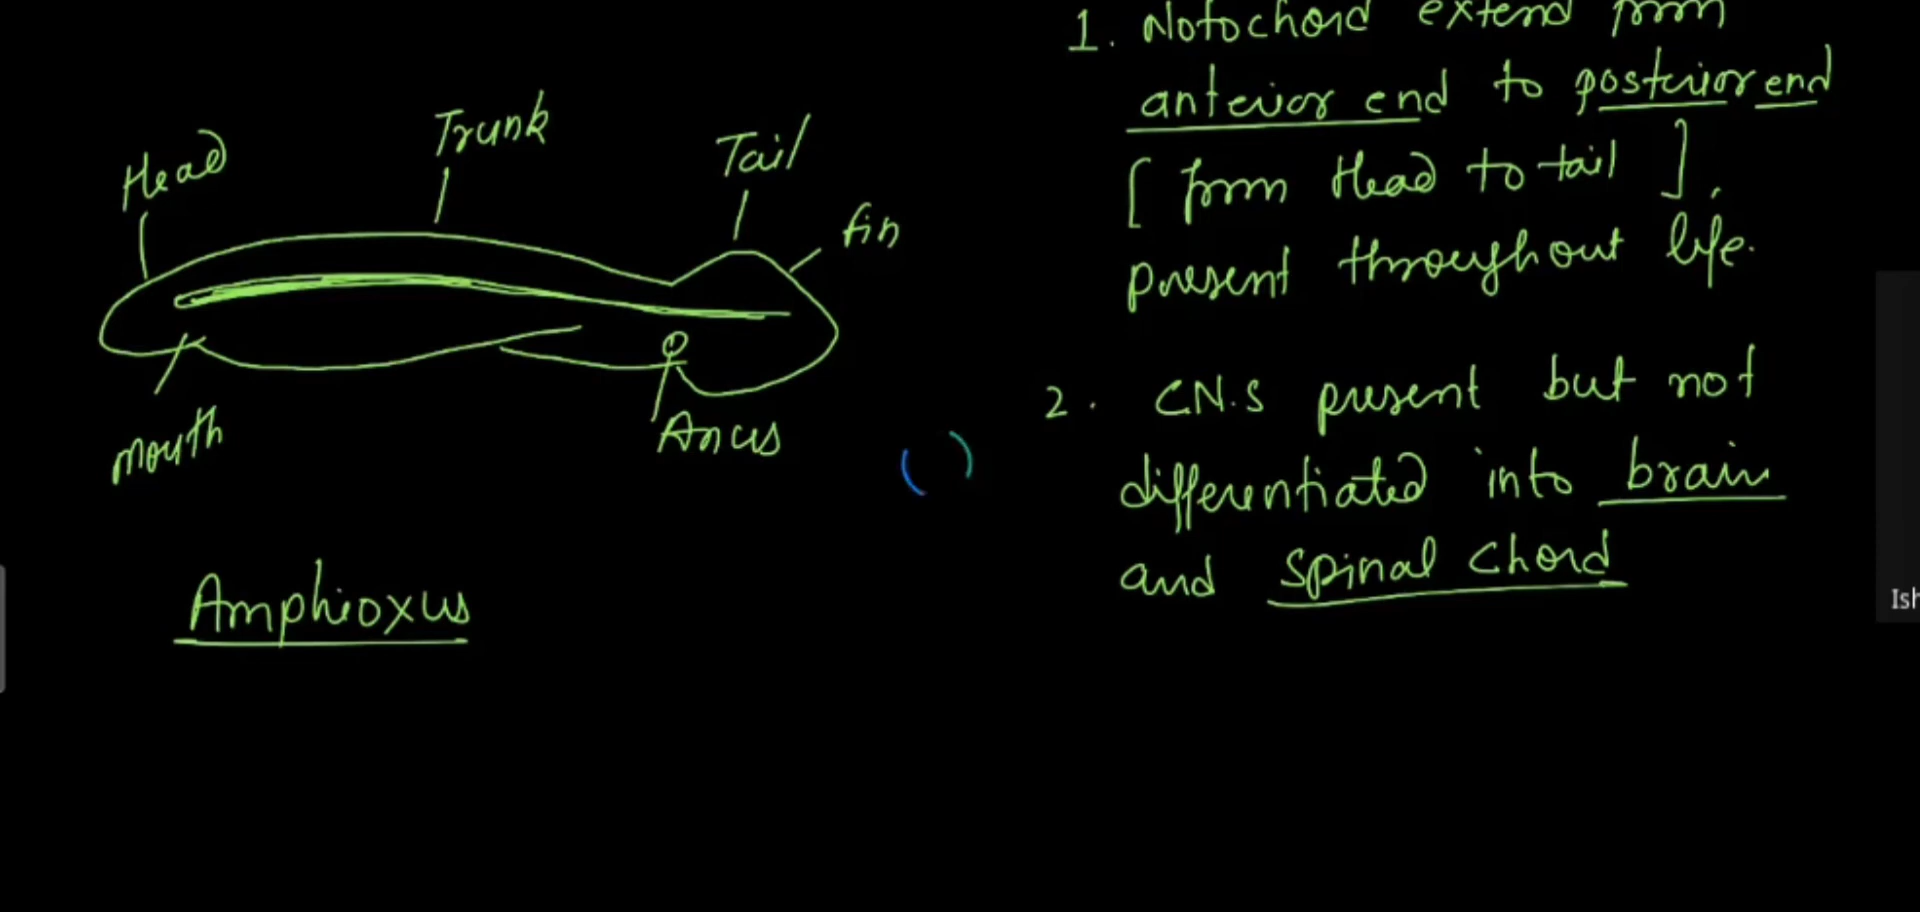 Head
Trunk
Tail
fin
mouth
Anus
Amphioxus
1. Notochord extend from
anterior end to posterior end
[ from Head to tail ].
present throughout life.
2. C.N.S present but not
differentiated into brain
and spinal chord
Ish